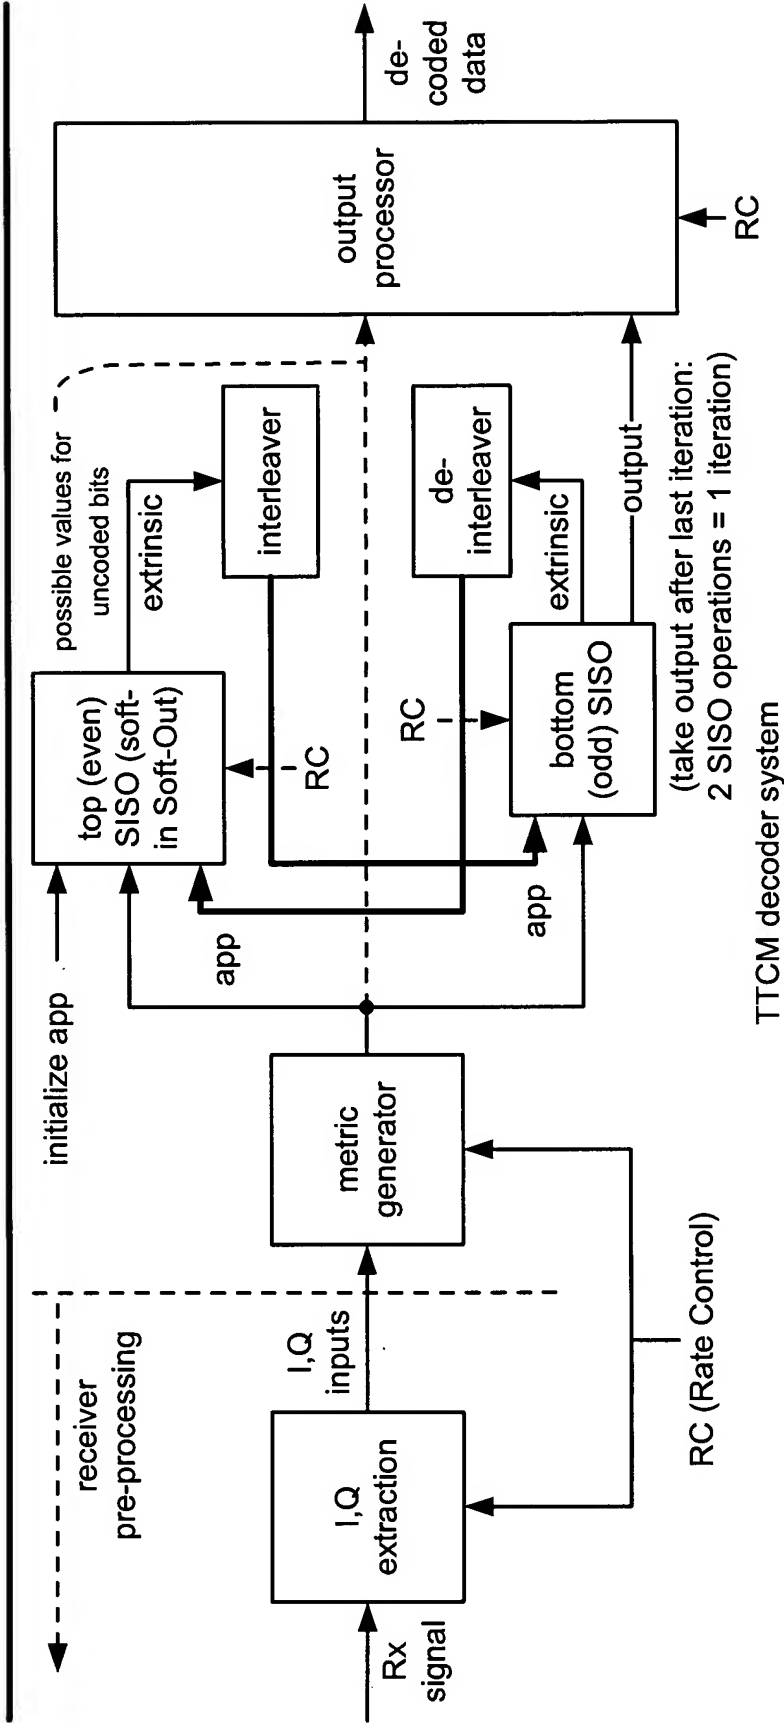 receiver
pre-processing
Rx
signal
I,Q
extraction
I,Q
inputs
RC (Rate Control)
metric
generator
initialize app
app
app
top (even)
SISO (soft-
in Soft-Out)
RC
possible values for
uncoded bits
extrinsic
interleaver
RC
bottom
(odd) SISO
de-
interleaver
extrinsic
output
(take output after last iteration:
2 SISO operations = 1 iteration)
output
processor
RC
de-
coded
data
TTCM decoder system